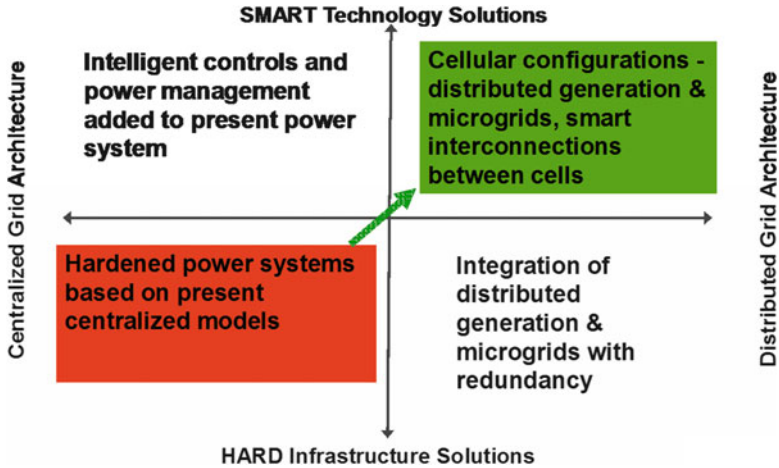 SMART Technology Solutions
Centralized Grid Architecture
Intelligent controls and
power management
added to present power
system
Cellular configurations -
distributed generation &
microgrids, smart
interconnections
between cells
Hardened power systems
based on present
centralized models
Integration of
distributed
generation &
microgrids with
redundancy
Distributed Grid Architecture
HARD Infrastructure Solutions